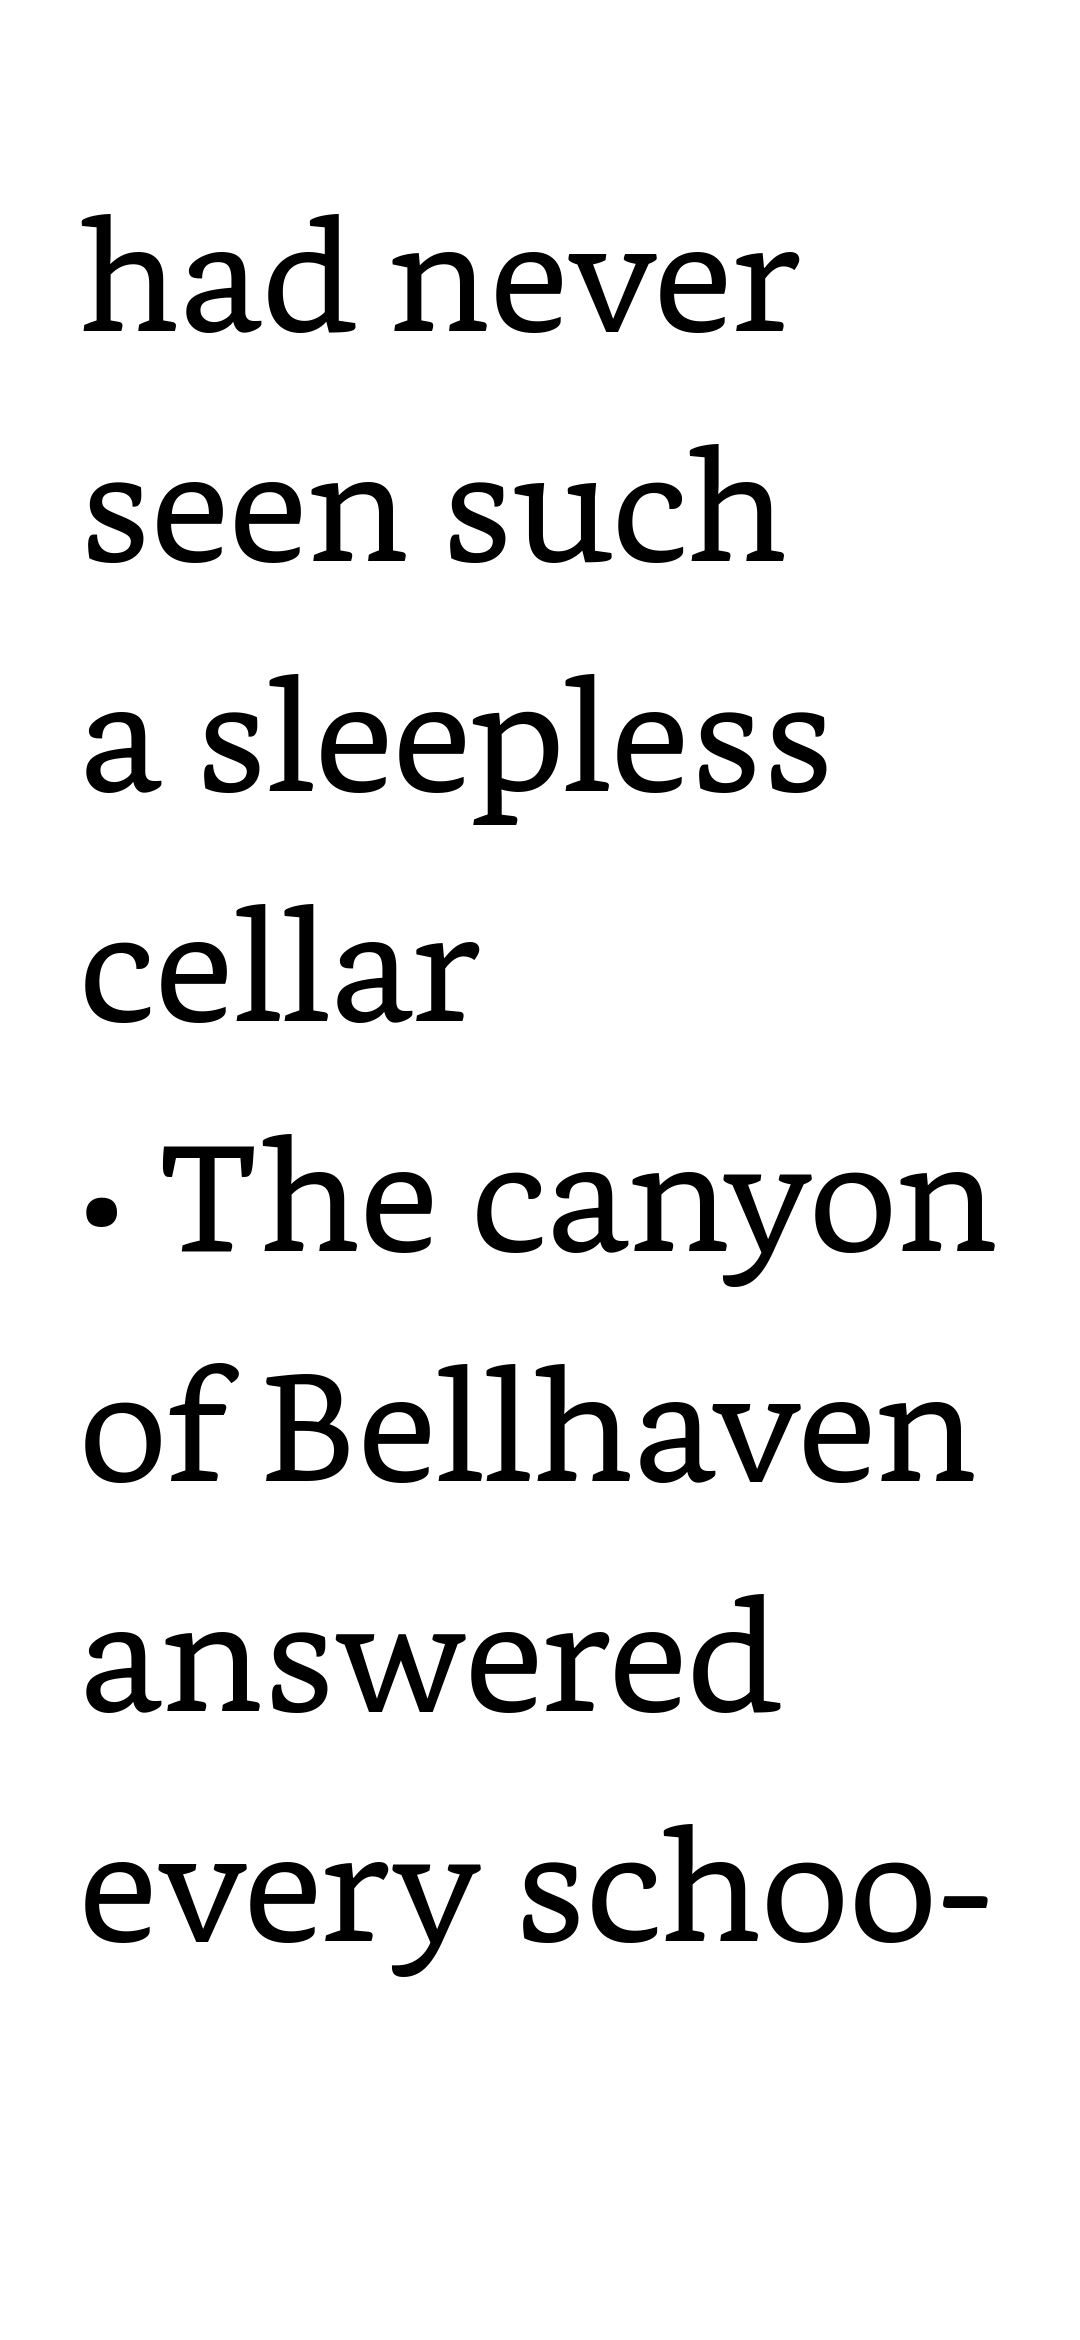 had never
seen such
a sleepless
cellar
• The canyon
of Bellhaven
answered
every schoo-